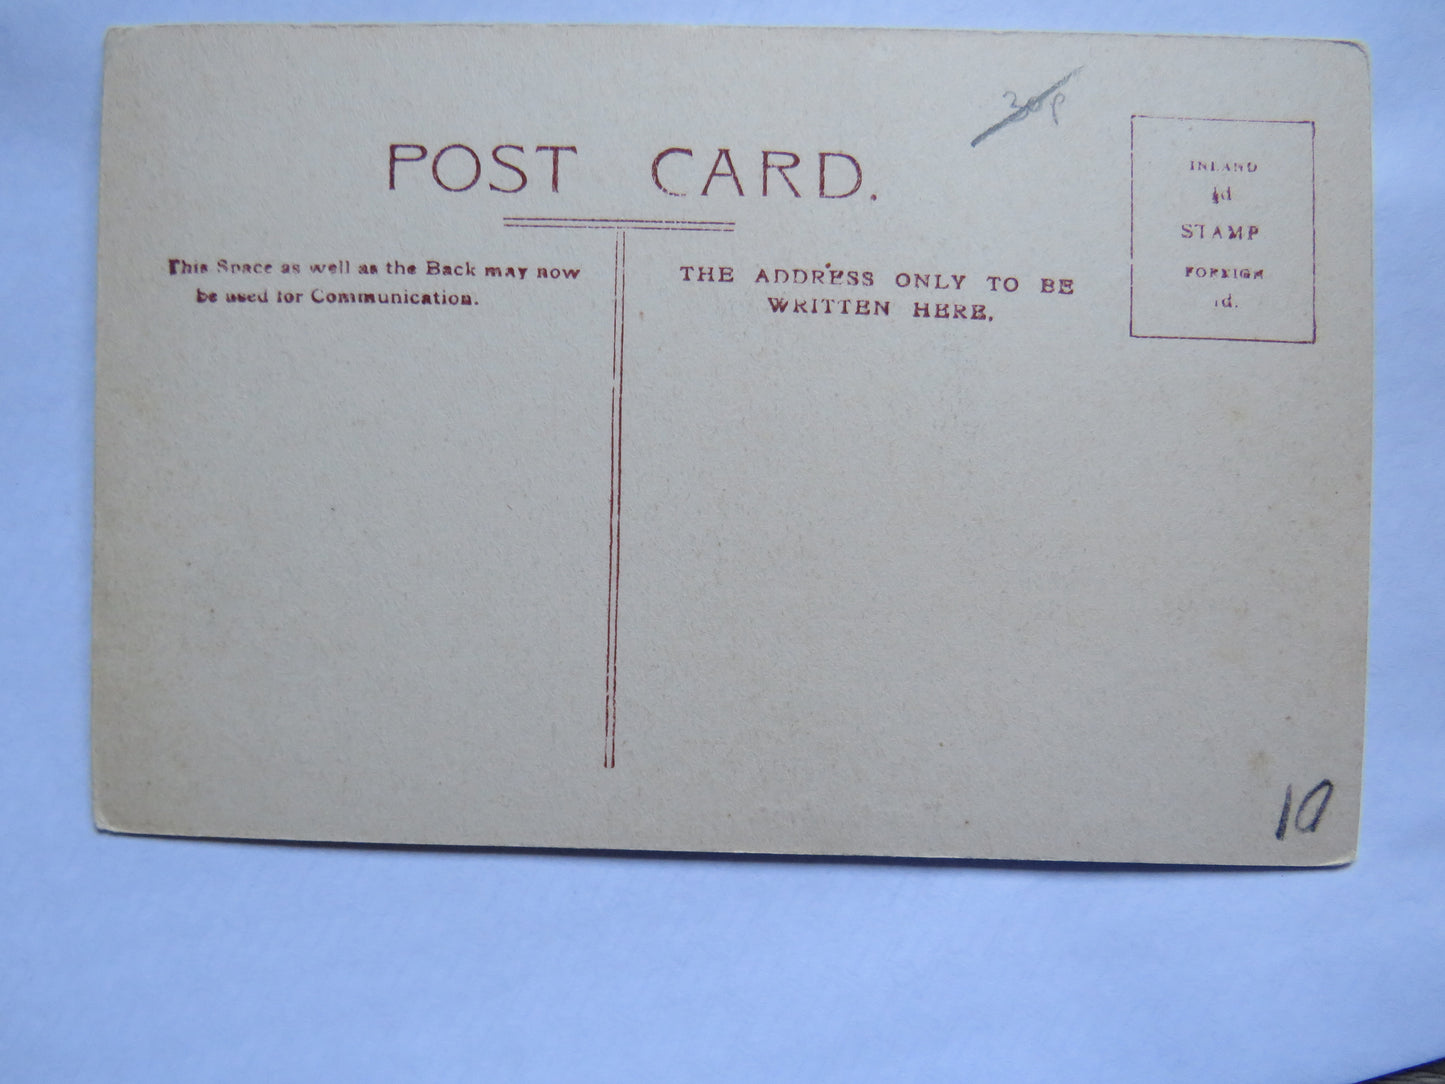 30p
POST CARD.
INLAND
½d
STAMP
FOREIGN
1d.
This Space as well as the Back may now
be used for Communication.
THE ADDRESS ONLY TO BE
WRITTEN HERE.
10